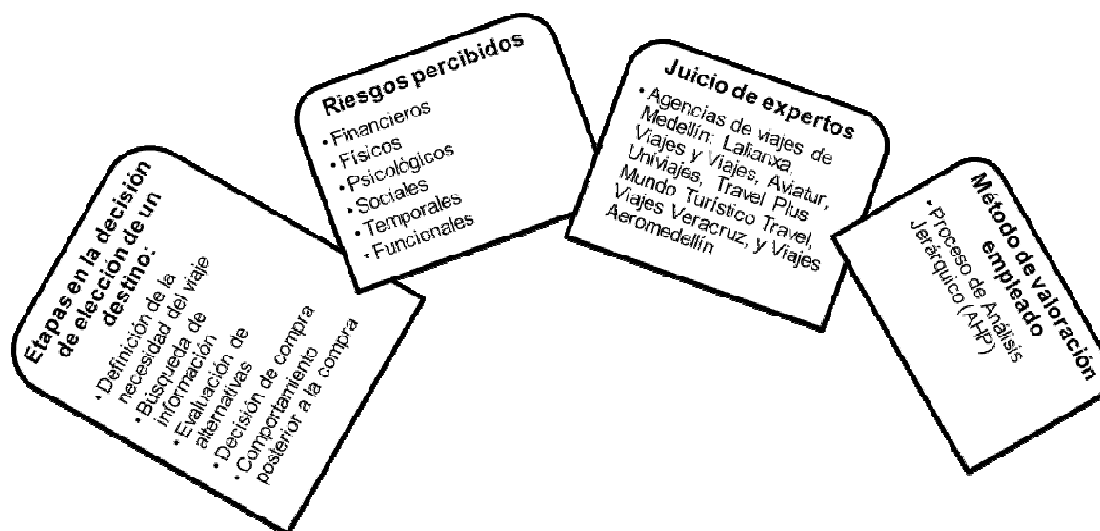 Etapas en la decisión
de elección de un
destino:
• Definición de la
necesidad del viaje
• Búsqueda de
información
• Evaluación de
alternativas
• Decisión de compra
• Comportamiento
posterior a la compra
Riesgos percibidos
• Financieros
• Físicos
• Psicológicos
• Sociales
• Temporales
• Funcionales
Juicio de expertos
• Agencias de viajes de
Medellín: Lalianxa,
Viajes y Viajes, Aviatur,
Univiajes, Travel Plus
Mundo Turístico Travel,
Viajes Veracruz, y Viajes
Aeromedellín
Método de valoración
empleado
• Proceso de Análisis
Jerárquico (AHP)